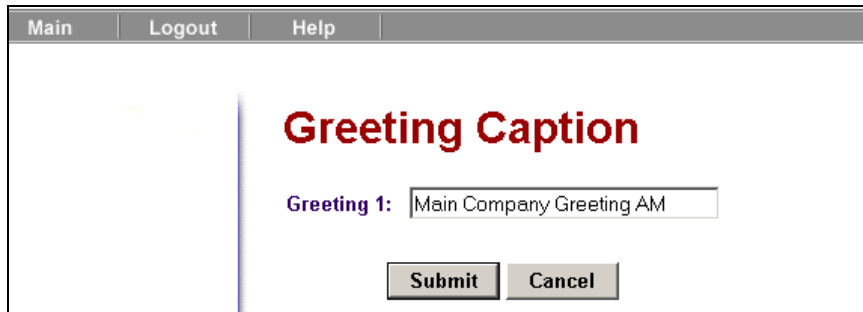 Main Logout Help
Greeting Caption
Greeting 1: Main Company Greeting AM
Submit Cancel